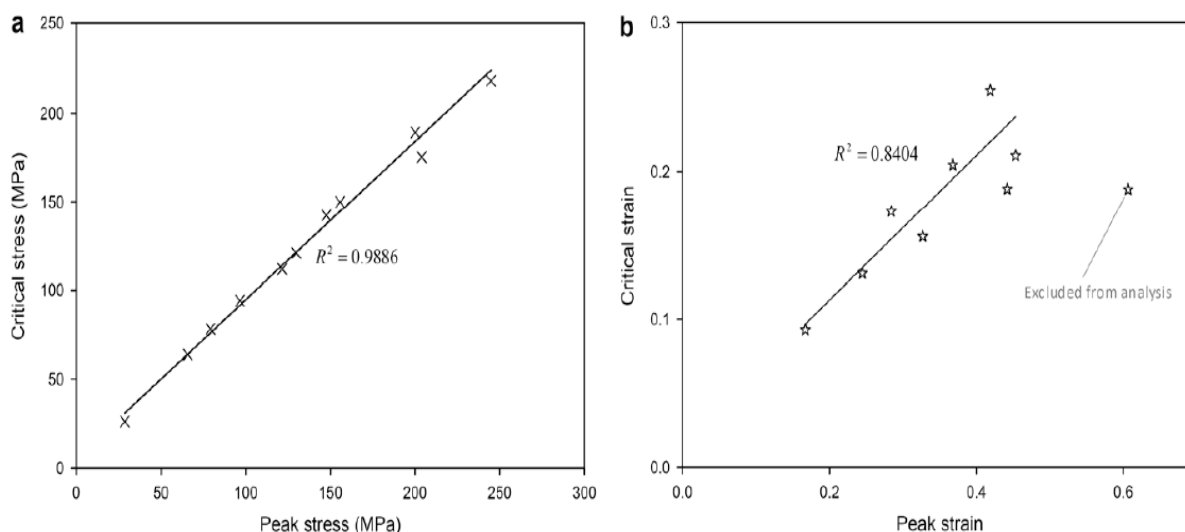 a
250
200
150
100
50
0
Critical stress (MPa)
R² = 0.9886
0 50 100 150 200 250 300
Peak stress (MPa)
b
0.3
0.2
0.1
0.0
Critical strain
R² = 0.8404
Excluded from analysis
0.0 0.2 0.4 0.6
Peak strain